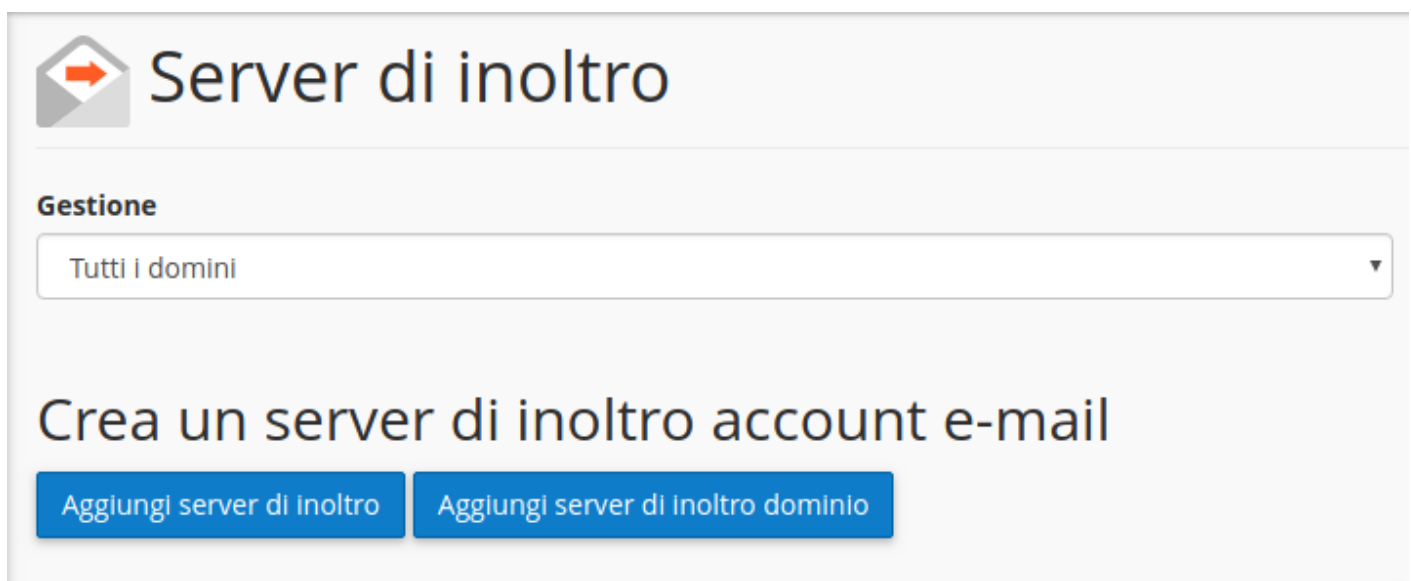 Server di inoltro
Gestione
Tutti i domini
Crea un server di inoltro account e-mail
Aggiungi server di inoltro
Aggiungi server di inoltro dominio